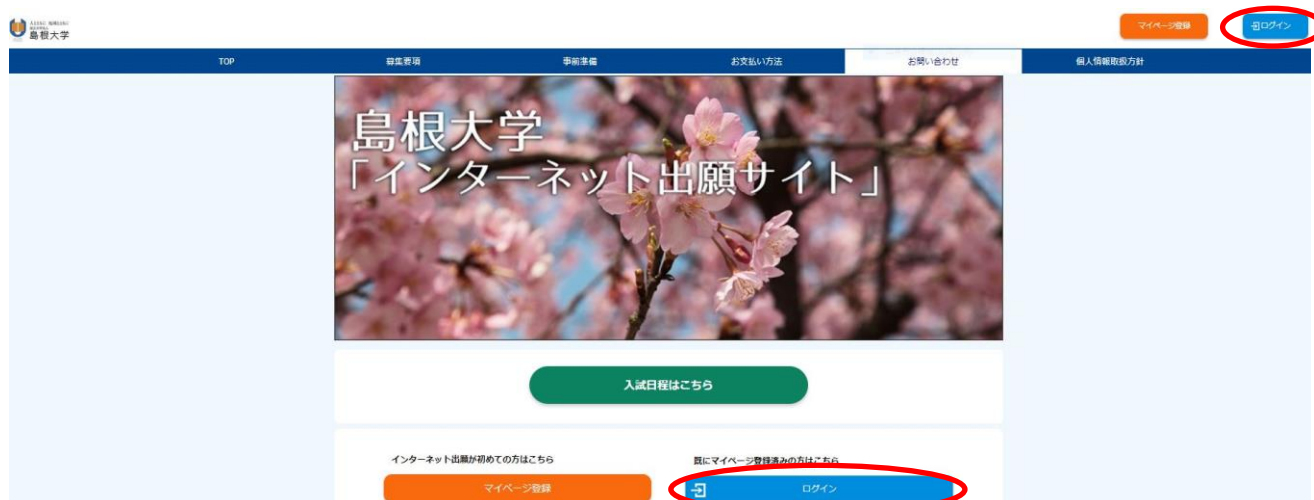 島根大学
マイページ登録
ログイン
TOP
募集要項
事前準備
お支払い方法
お問い合わせ
個人情報取扱方針
島根大学
「インターネット出願サイト」
入試日程はこちら
インターネット出願が初めての方はこちら
既にマイページ登録済みの方はこちら
マイページ登録
ログイン